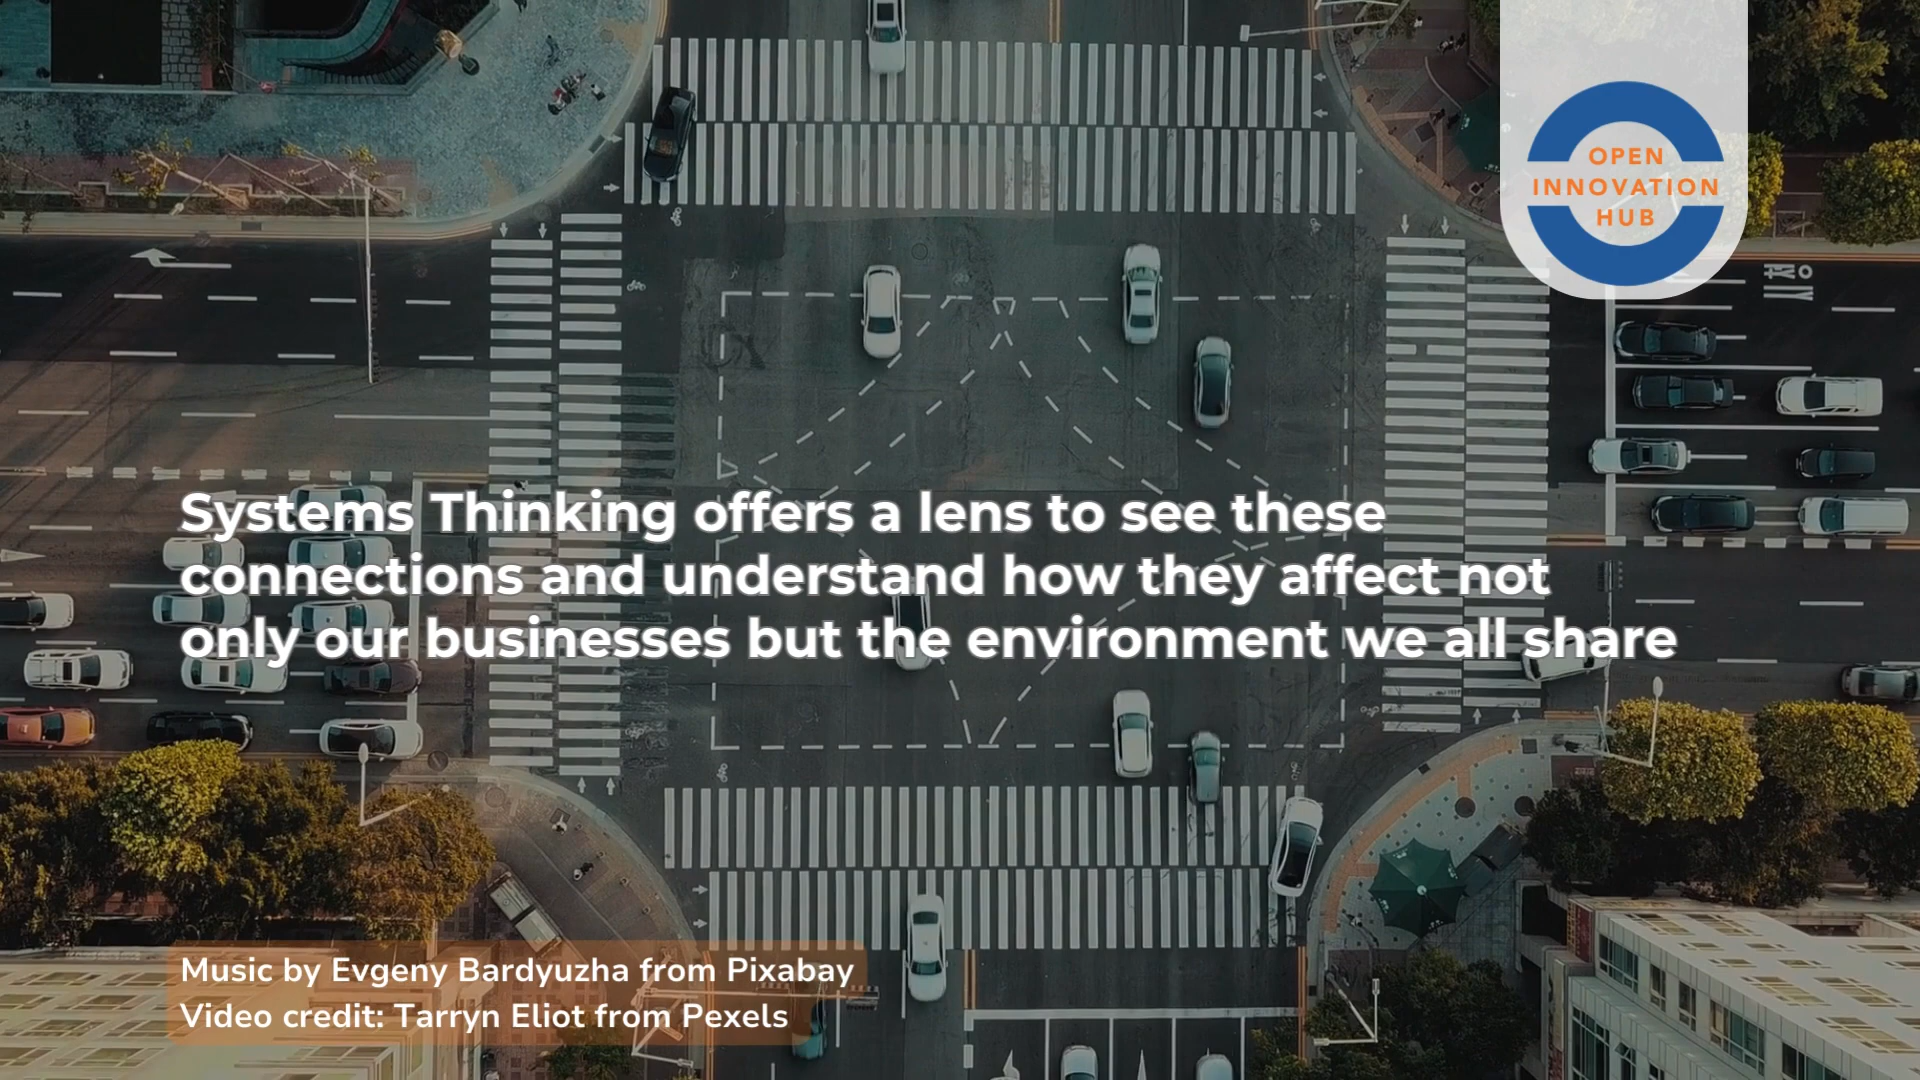 OPEN
INNOVATION
HUB
Systems Thinking offers a lens to see these
connections and understand how they affect not
only our businesses but the environment we all share
Music by Evgeny Bardyuzha from Pixabay
Video credit: Tarryn Eliot from Pexels